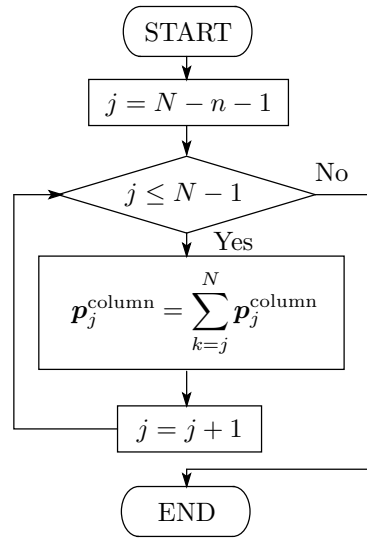 START
j = N − n − 1
j ≤ N − 1
No
Yes
p_j^column = ∑_{k=j}^{N} p_j^column
j = j + 1
END